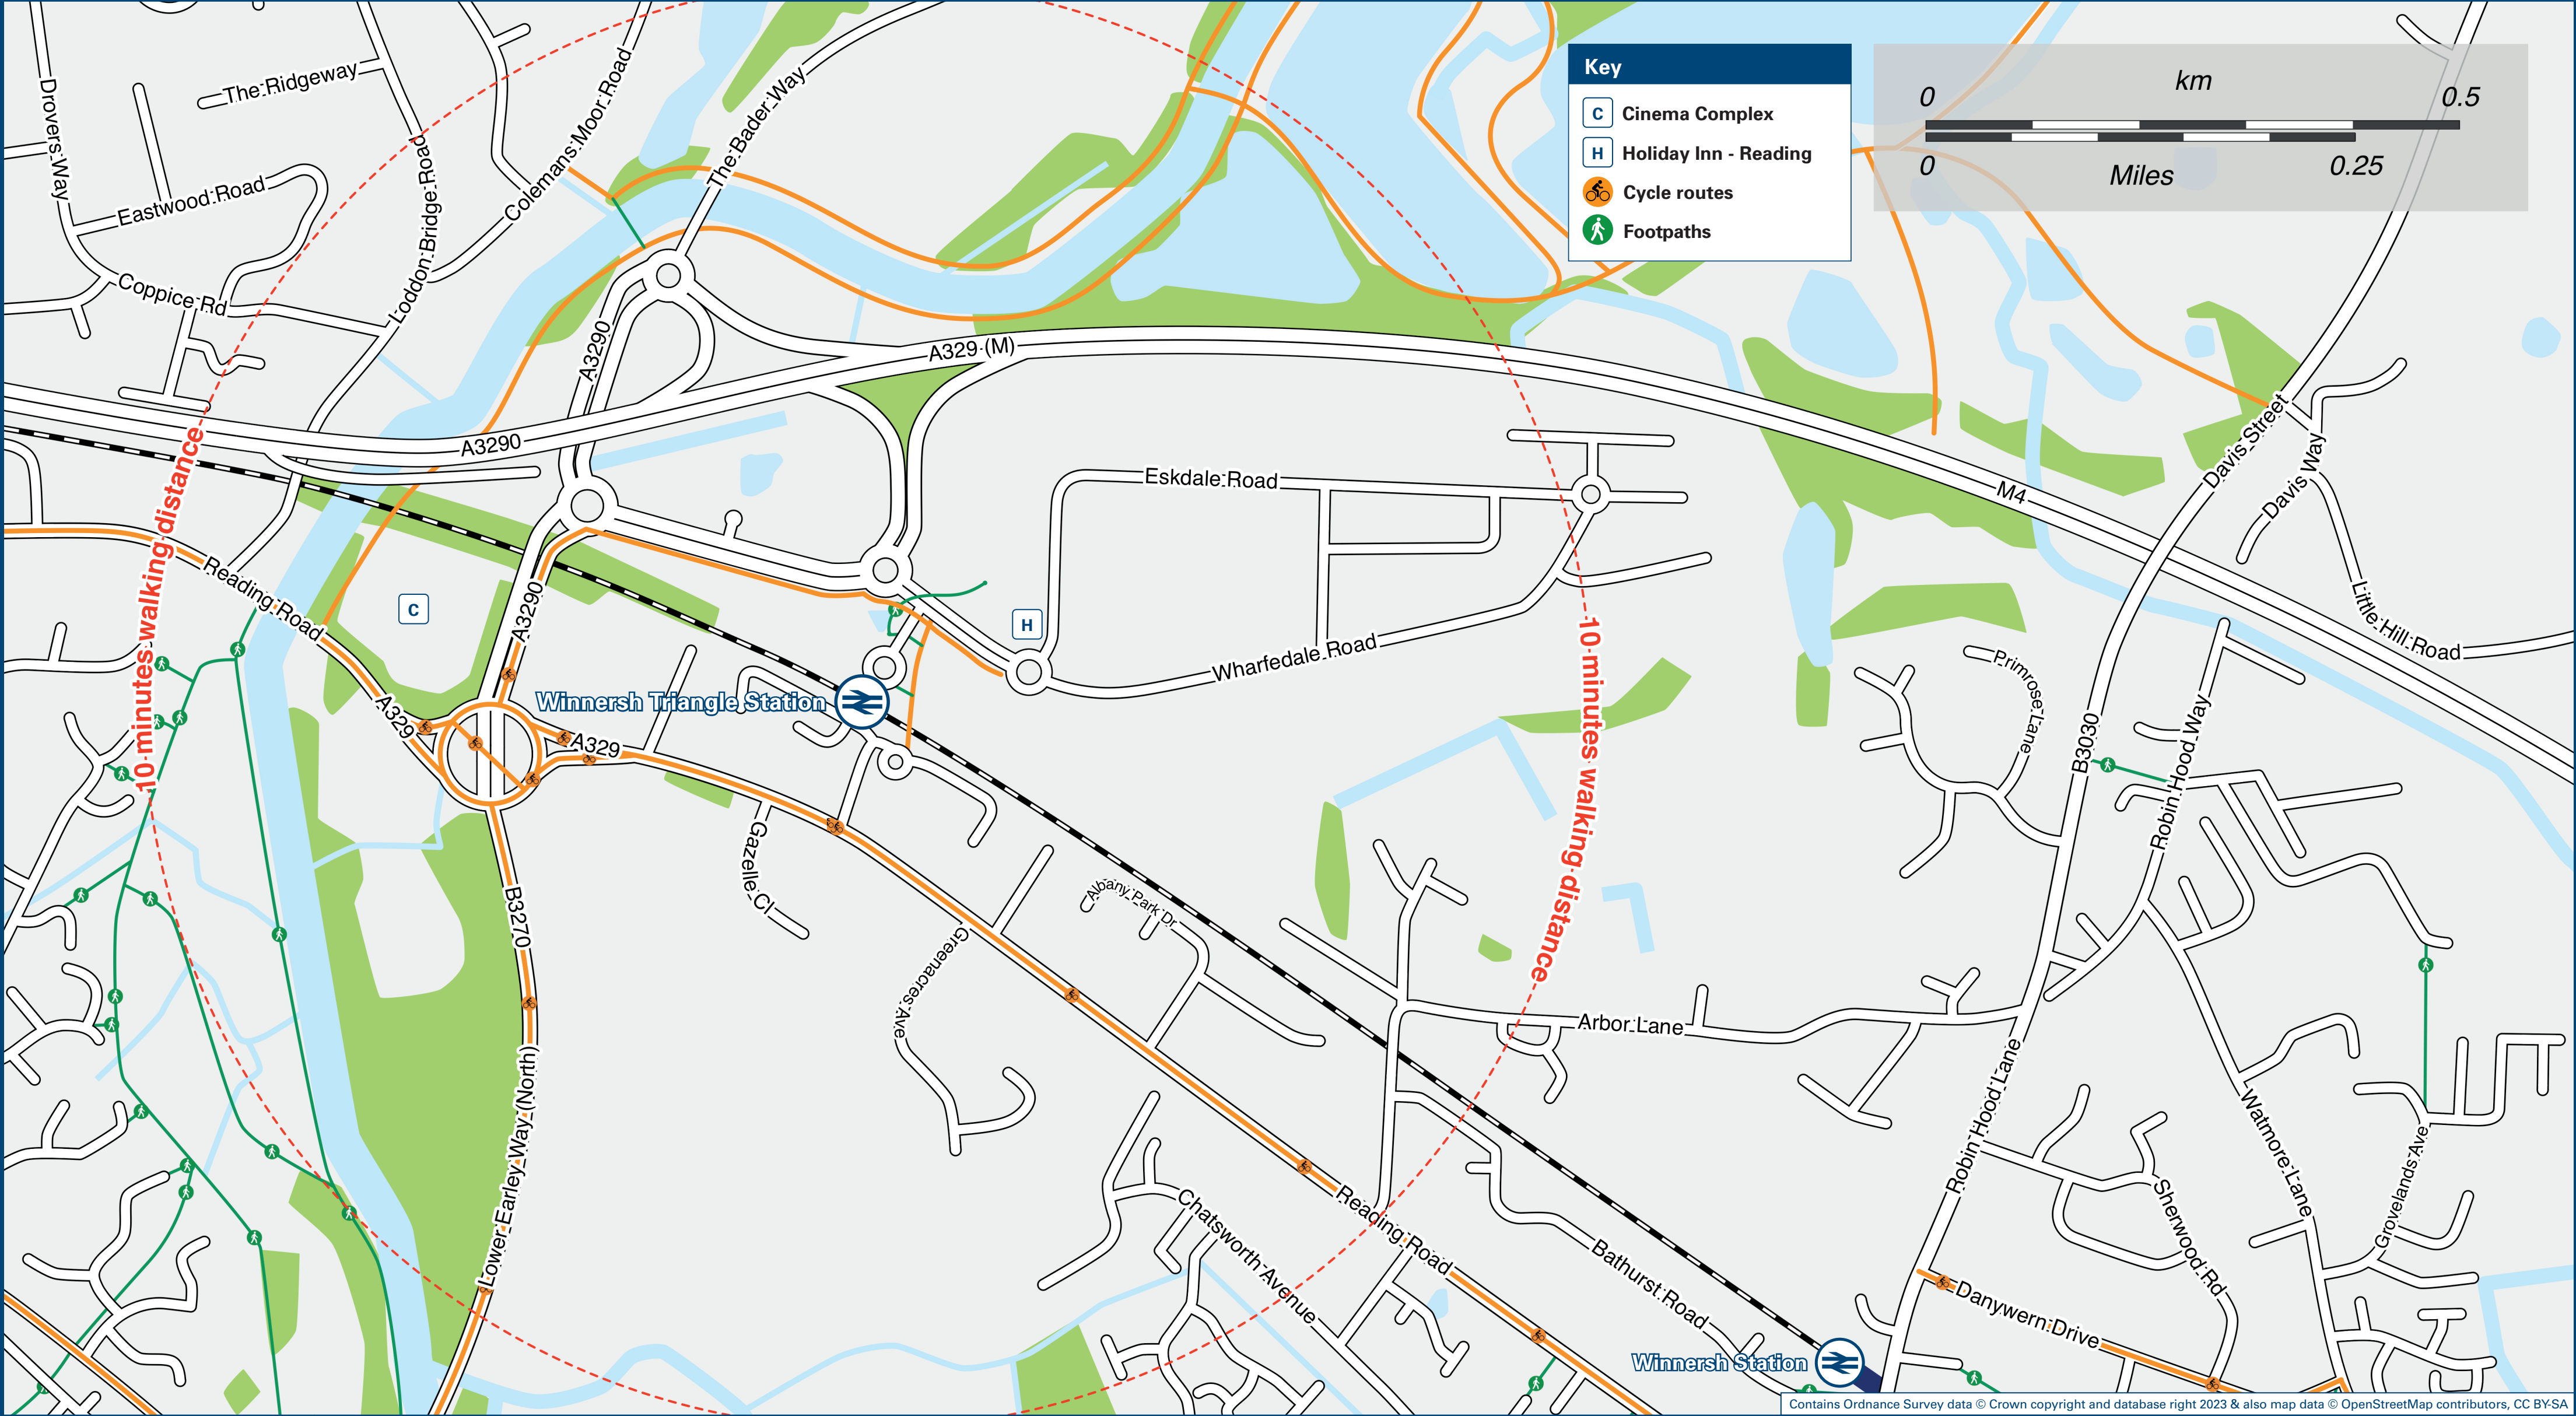 Key
C Cinema Complex
H Holiday Inn - Reading
Cycle routes
Footpaths
km
0 0.5
0 0.25
Miles
Drovers Way
The Ridgeway
Eastwood Road
Coppice Rd
Loddon Bridge Road
Colemans Moor Road
The Bader Way
A3290
A329 (M)
A3290
10 minutes walking distance
Reading Road
C
A3290
A329
A329
Winnersh Triangle Station
H
Eskdale Road
Wharfedale Road
10 minutes walking distance
M4
Davis Street
Davis Way
Little Hill Road
Primrose Lane
B3030
Robin Hood Way
Gazelle Cl
B3270
Greenacres Ave
Albany Park Dr
Arbor Lane
Lower Earley Way (North)
Robin Hood Lane
Watmore Lane
Grovelands Ave
Sherwood Rd
Chatsworth Avenue
Reading Road
Bathurst Road
Danywern Drive
Winnersh Station
Contains Ordnance Survey data © Crown copyright and database right 2023 & also map data © OpenStreetMap contributors, CC BY-SA